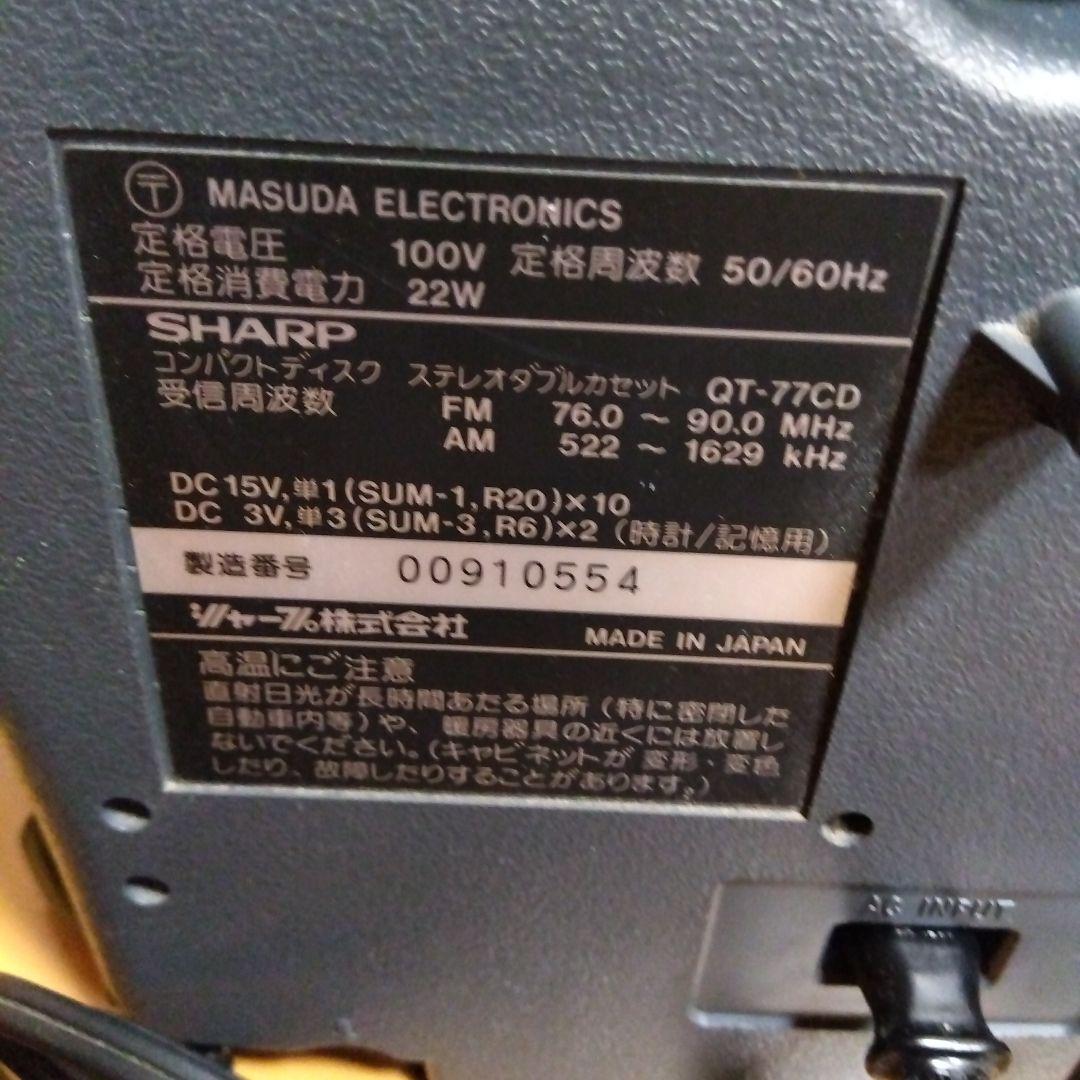 〒 MASUDA ELECTRONICS
定格電圧 100V 定格周波数 50/60Hz
定格消費電力 22W
SHARP
コンパクトディスク ステレオダブルカセット QT-77CD
受信周波数 FM 76.0 ~ 90.0 MHz
AM 522 ~ 1629 kHz
DC 15V, 単1(SUM-1, R20)×10
DC 3V, 単3(SUM-3, R6)×2 (時計/記憶用)
製造番号 00910554
シャープ株式会社 MADE IN JAPAN
高温にご注意
直射日光が長時間あたる場所(特に密閉した
自動車内等)や、暖房器具の近くには放置し
ないでください。(キャビネットが変形・変色
したり、故障したりすることがあります。)
AC INPUT